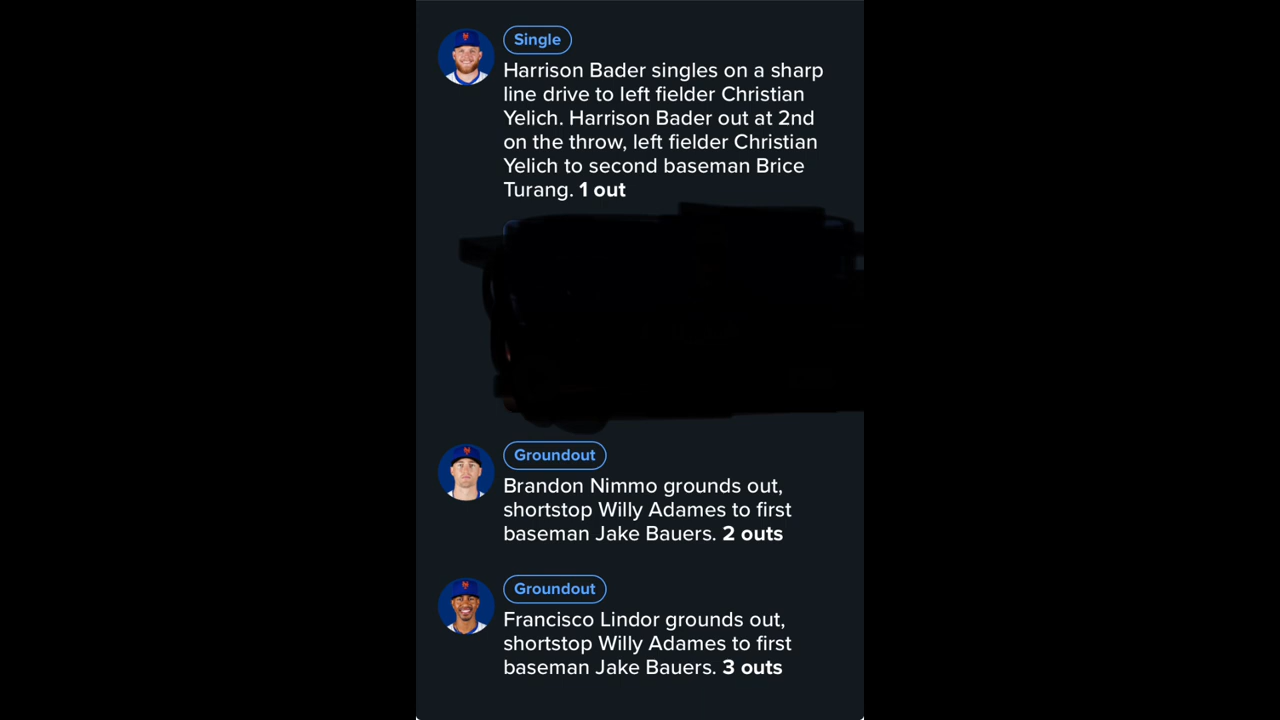 Single
Harrison Bader singles on a sharp
line drive to left fielder Christian
Yelich. Harrison Bader out at 2nd
on the throw, left fielder Christian
Yelich to second baseman Brice
Turang. 1 out
Groundout
Brandon Nimmo grounds out,
shortstop Willy Adames to first
baseman Jake Bauers. 2 outs
Groundout
Francisco Lindor grounds out,
shortstop Willy Adames to first
baseman Jake Bauers. 3 outs